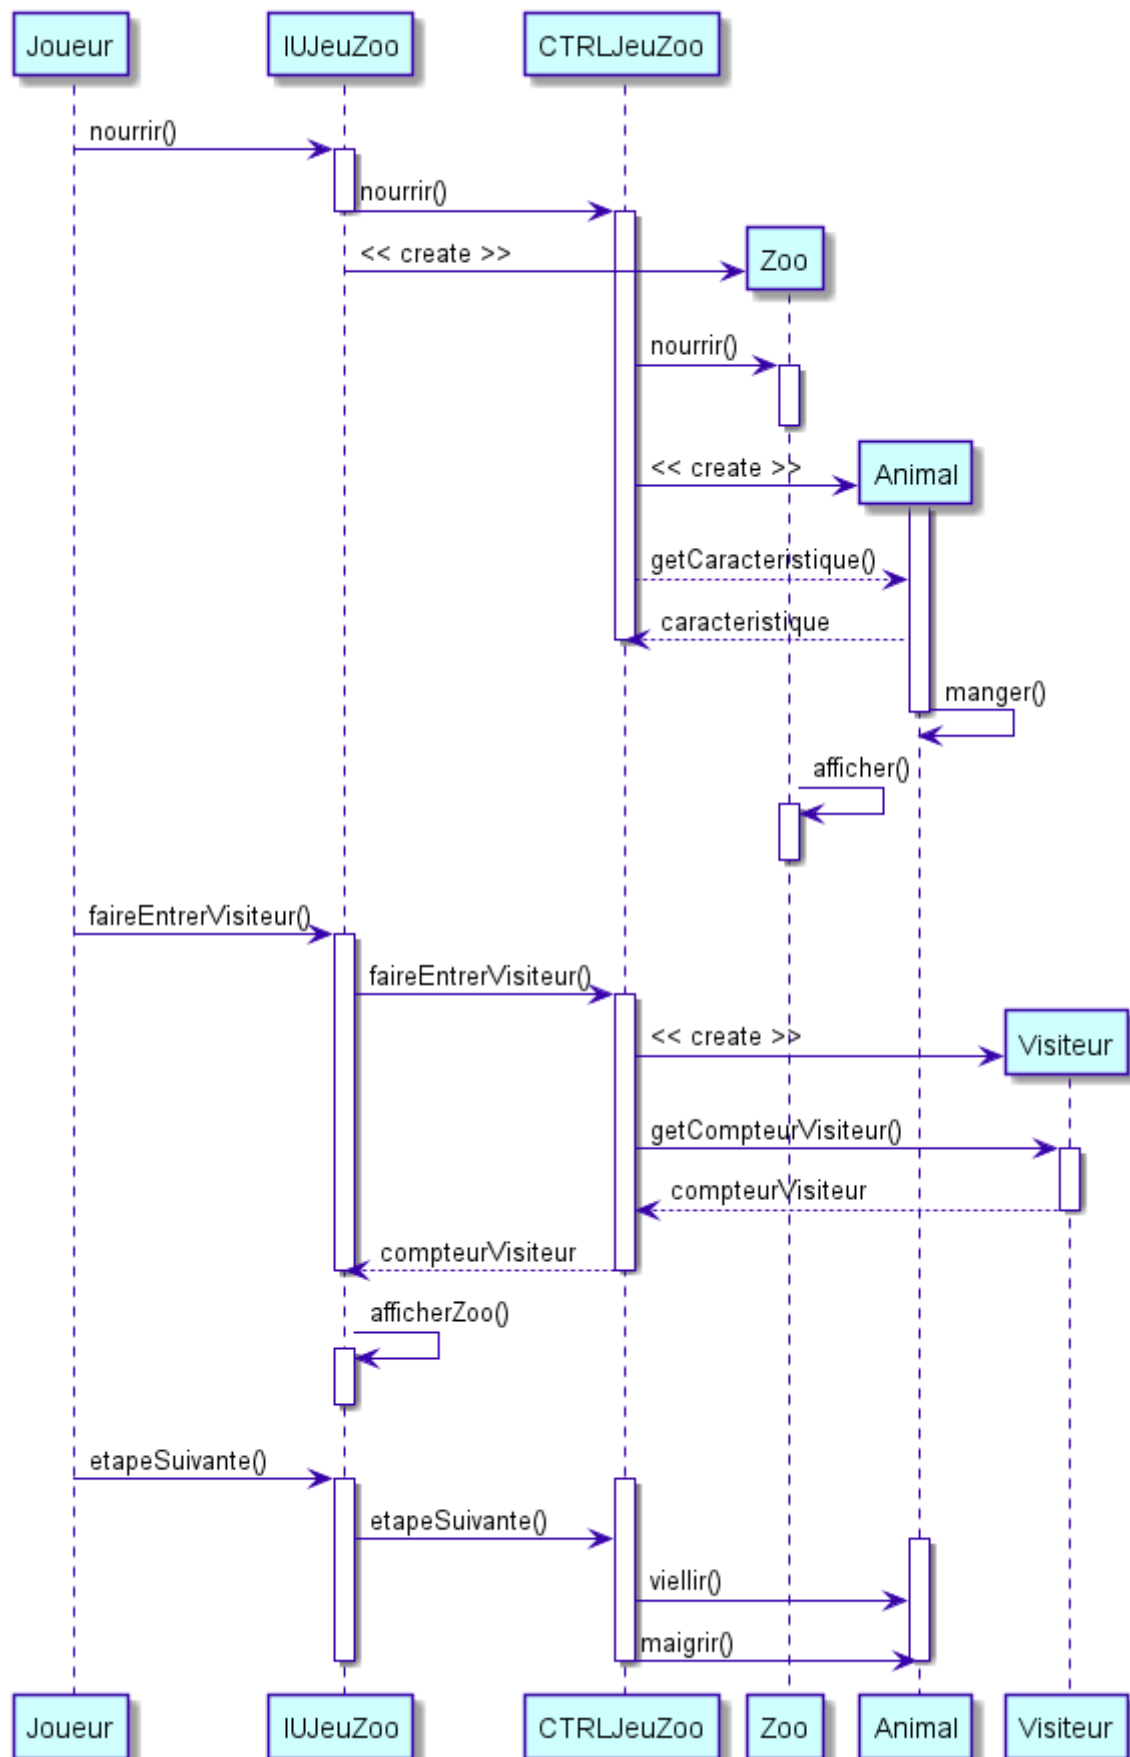 Joueur
IUJeuZoo
CTRLJeuZoo
nourrir()
nourrir()
<< create >>
Zoo
nourrir()
<< create >>
Animal
getCaracteristique()
caracteristique
manger()
afficher()
faireEntrerVisiteur()
faireEntrerVisiteur()
<< create >>
Visiteur
getCompteurVisiteur()
compteurVisiteur
compteurVisiteur
afficherZoo()
etapeSuivante()
etapeSuivante()
viellir()
maigrir()
Joueur
IUJeuZoo
CTRLJeuZoo
Zoo
Animal
Visiteur